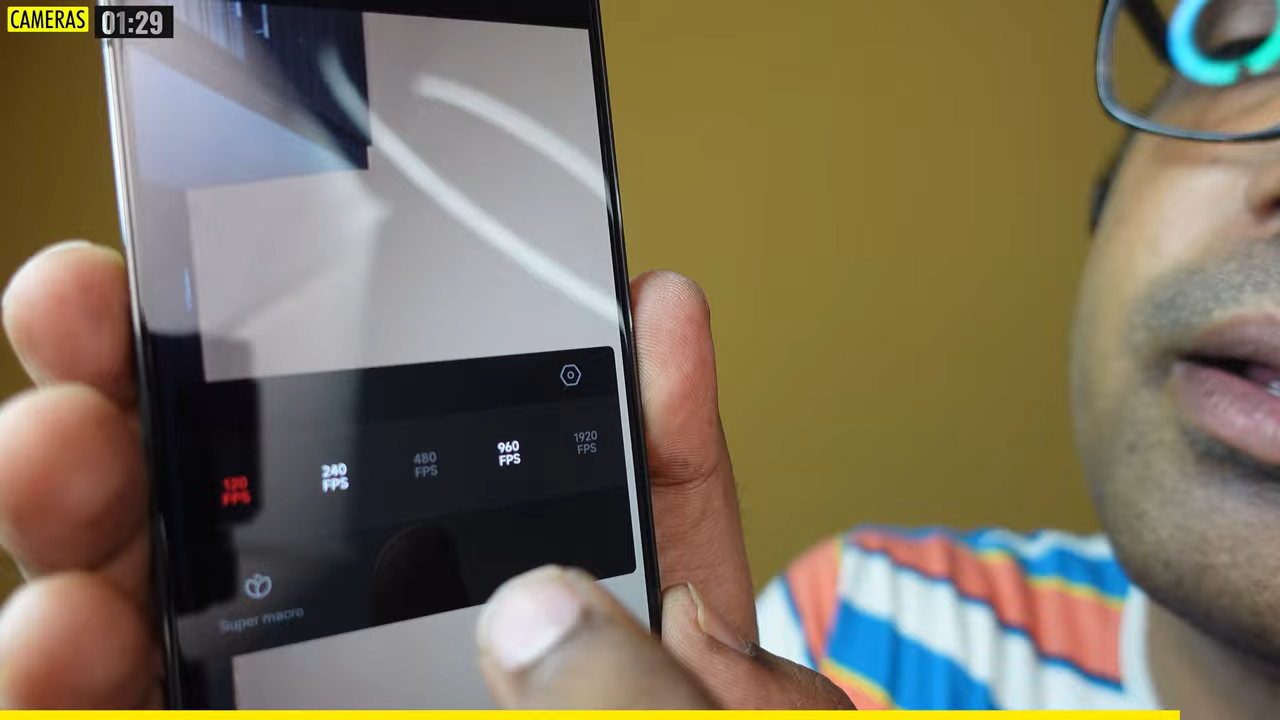 CAMERAS 01:29
120 FPS
240 FPS
480 FPS
960 FPS
1920 FPS
Super macro